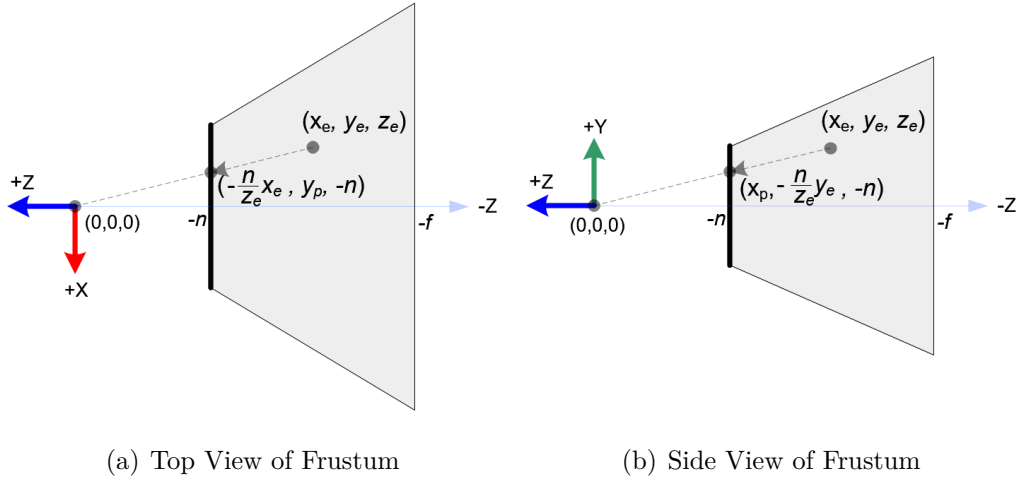 (xe, ye, ze)
+Z
(-n/ze xe , yp, -n)
(0,0,0)
-n
-f
-Z
+X
(a) Top View of Frustum
+Y
(xe, ye, ze)
+Z
(xp,-n/ze ye , -n)
(0,0,0)
-n
-f
-Z
(b) Side View of Frustum